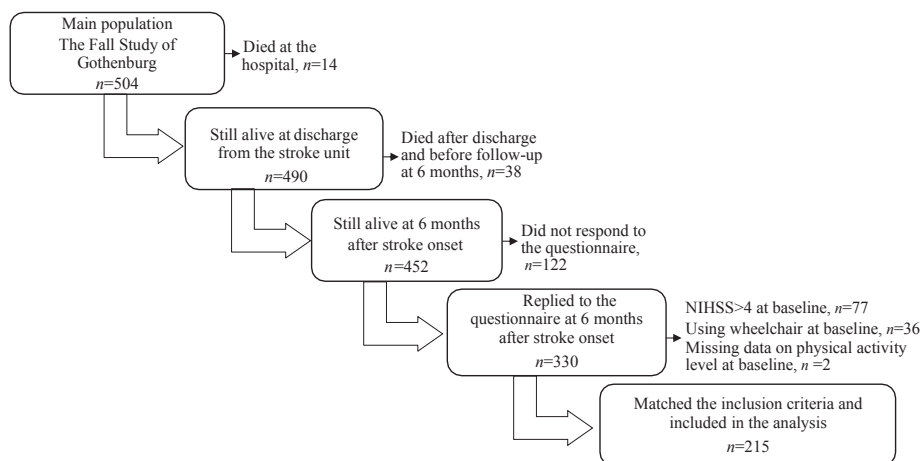 Main population
The Fall Study of
Gothenburg
n=504
Died at the
hospital, n=14
Still alive at discharge
from the stroke unit
n=490
Died after discharge
and before follow-up
at 6 months, n=38
Still alive at 6 months
after stroke onset
n=452
Did not respond to
the questionnaire,
n=122
Replied to the
questionnaire at 6 months
after stroke onset
n=330
NIHSS>4 at baseline, n=77
Using wheelchair at baseline, n=36
Missing data on physical activity
level at baseline, n =2
Matched the inclusion criteria and
included in the analysis
n=215